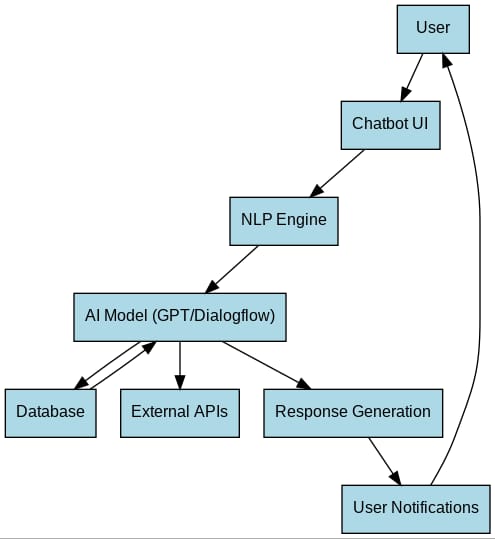 User
Chatbot UI
NLP Engine
AI Model (GPT/Dialogflow)
Database
External APIs
Response Generation
User Notifications